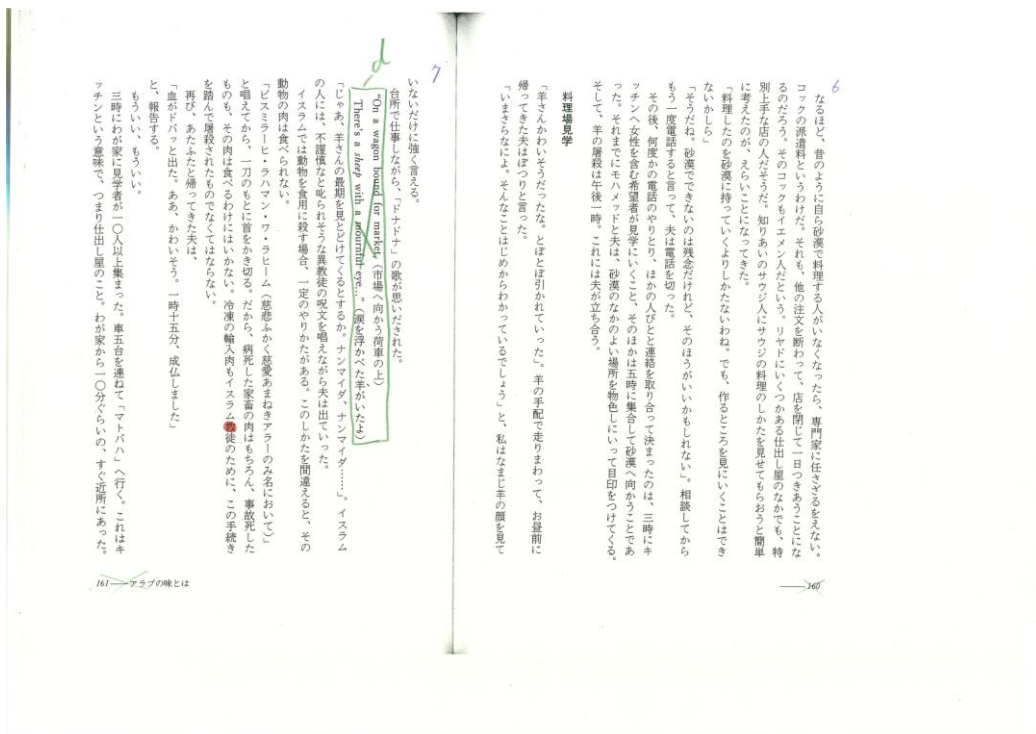 6
なるほど、昔のように自ら砂漠で料理する人がいなくなったら、専門家に任さざるをえない。
コックの派遣料というわけだ。それも、他の注文を断わって、店を閉じて一日つきあうことにな
るのだろう。そのコックもイエメン人だという。リヤドにいくつかある仕出し屋のなかでも、特
別上手な店の人だそうだ。知りあいのサウジ人にサウジの料理のしかたを見せてもらおうと簡単
に考えたのが、えらいことになってきた。
「料理したのを砂漠に持っていくよりしかたないわね。でも、作るところを見にいくことはでき
ないかしら」
「そうだね。砂漠でできないのは残念だけれど、そのほうがいいかもしれない」。相談してから
もう一度電話すると言って、夫は電話を切った。
その後、何度かの電話のやりとり、ほかの人びとと連絡を取り合って決まったのは、三時にキ
ッチンへ女性を含む希望者が見学にいくこと、そのほかは五時に集合して砂漠へ向かうことであ
った。それまでにモハメッドと夫は、砂漠のなかのよい場所を物色しにいって目印をつけてくる。
そして、羊の屠殺は午後一時。これには夫が立ち合う。
料理場見学
「羊さんかわいそうだったな。とぼとぼ引かれていった」。羊の手配で走りまわって、お昼前に
帰ってきた夫はぽつりと言った。
「いまさらなによ。そんなことはじめからわかっているでしょう」と、私はなまじ羊の顔を見て
160
7
いないだけに強く言える。
台所で仕事しながら、「ドナドナ」の歌が思いだされた。
d
“On a wagon bound for market,（市場へ向かう荷車の上）
There's a sheep with a mournful eye…”（涙を浮かべた羊がいたよ）
「じゃあ、羊さんの最期を見とどけてくるとするか。ナンマイダ、ナンマイダ……」。イスラム
の人には、不謹慎なと叱られそうな異教徒の呪文を唱えながら夫は出ていった。
イスラムでは動物を食用に殺す場合、一定のやりかたがある。このしかたを間違えると、その
動物の肉は食べられない。
「ビスミラーヒ・ラハマン・ワ・ラヒーム（慈悲ふかく慈愛あまねきアラーのみ名において）」
と唱えてから、一刀のもとに首をかき切る。だから、病死した家畜の肉はもちろん、事故死した
ものも、その肉は食べるわけにはいかない。冷凍の輸入肉もイスラム教徒のために、この手続き
を踏んで屠殺されたものでなくてはならない。
再び、あたふたと帰ってきた夫は、
「血がドバッと出た。ああ、かわいそう。一時十五分、成仏しました」
と、報告する。
もういい、もういい。
三時にわが家に見学者が一〇人以上集まった。車五台を連ねて「マトバハ」へ行く。これはキ
ッチンという意味で、つまり仕出し屋のこと。わが家から一〇分ぐらいの、すぐ近所にあった。
161――アラブの味とは